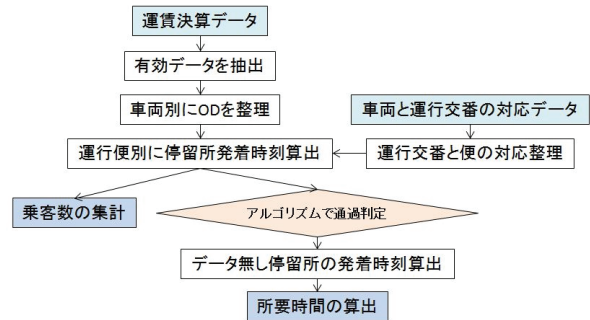 運賃決算データ
有効データを抽出
車両別にODを整理
車両と運行交番の対応データ
運行便別に停留所発着時刻算出
運行交番と便の対応整理
乗客数の集計
アルゴリズムで通過判定
データ無し停留所の発着時刻算出
所要時間の算出